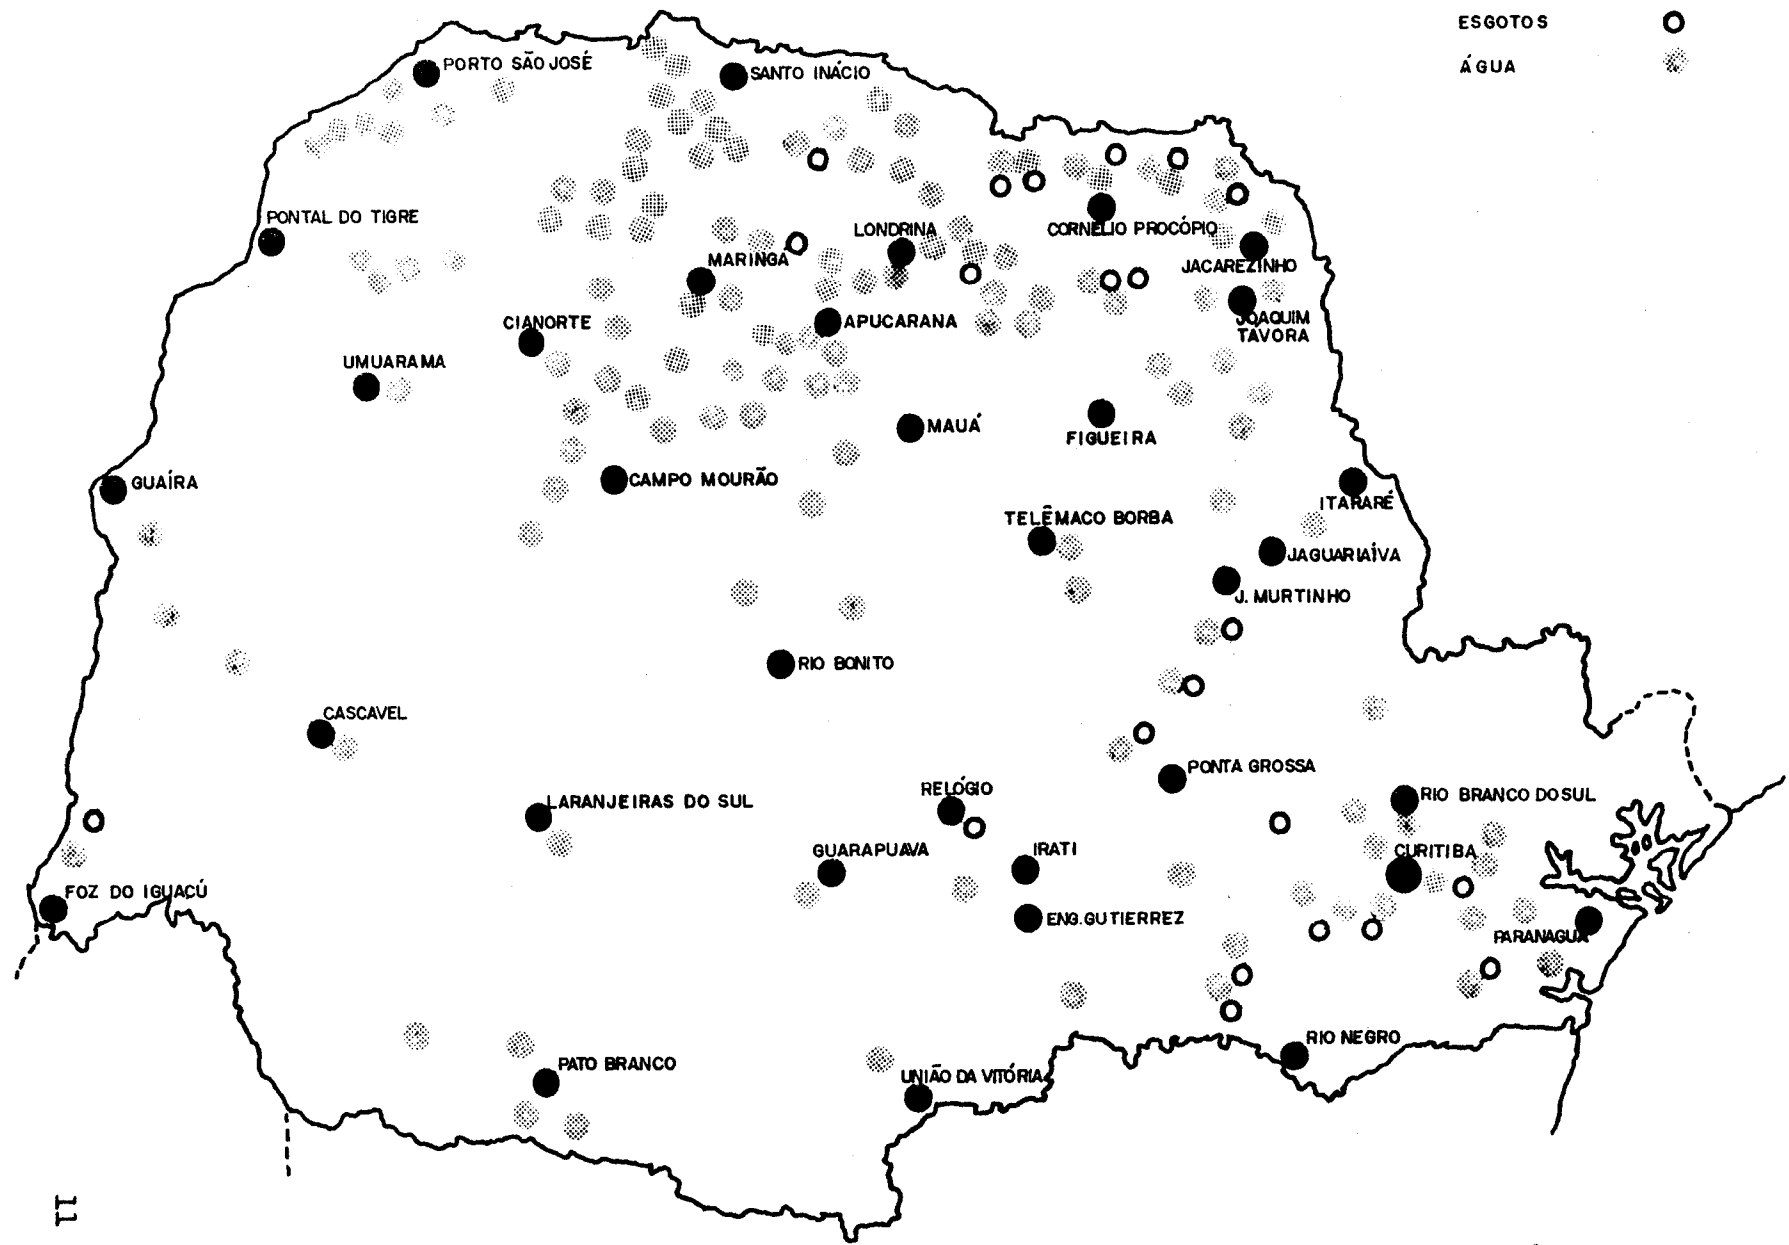 ESGOTOS
ÁGUA
PORTO SÃO JOSÉ
SANTO INÁCIO
PONTAL DO TIGRE
LONDRINA
CORNÉLIO PROCÓPIO
MARINGÁ
JACAREZINHO
CIANORTE
APUCARANA
JOAQUIM
TÁVORA
UMUARAMA
MAUÁ
FIGUEIRA
GUAÍRA
CAMPO MOURÃO
ITARARÉ
TELÊMACO BORBA
JAGUARIAÍVA
J. MURTINHO
RIO BONITO
CASCAVEL
PONTA GROSSA
RELÓGIO
LARANJEIRAS DO SUL
RIO BRANCO DO SUL
GUARAPUAVA
IRATI
CURITIBA
FOZ DO IGUAÇÚ
ENG. GUTIERREZ
PARANAGUÁ
RIO NEGRO
PATO BRANCO
UNIÃO DA VITÓRIA
11